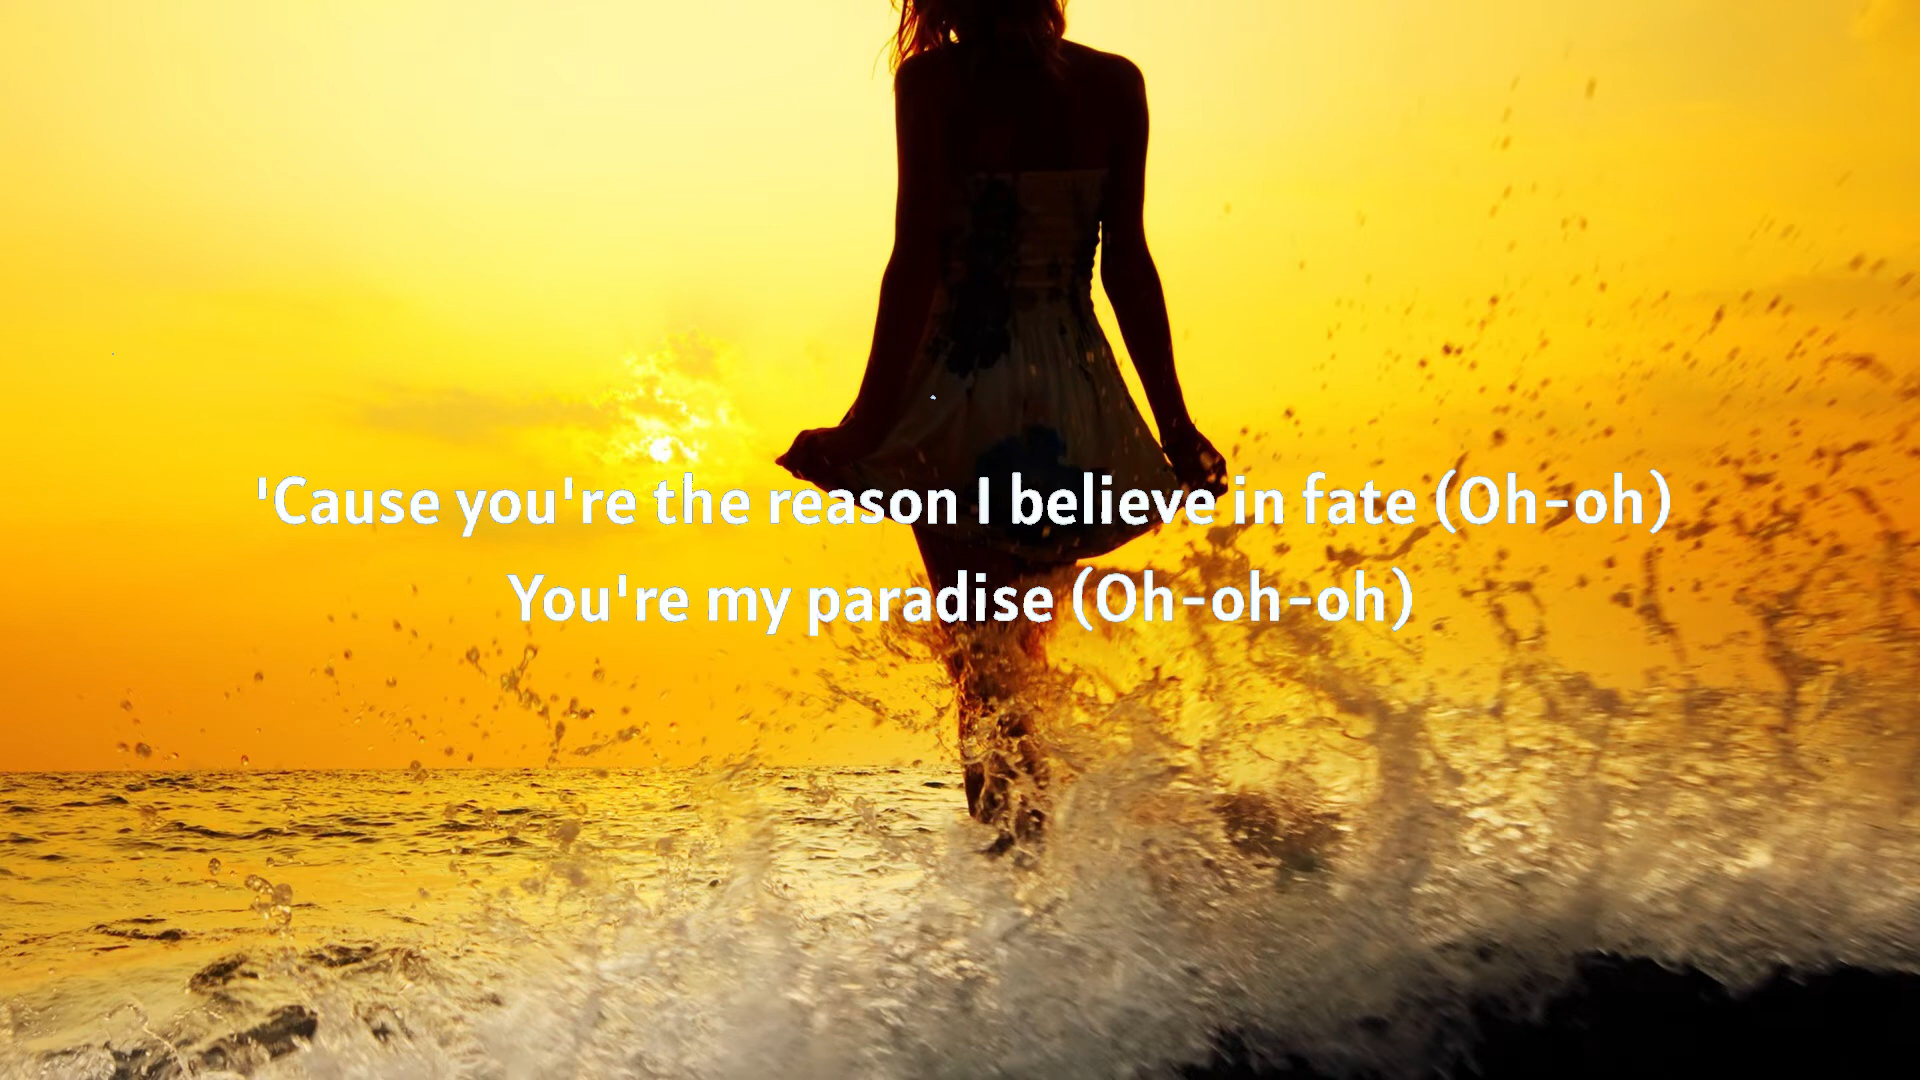 'Cause you're the reason I believe in fate (Oh-oh)
You're my paradise (Oh-oh-oh)